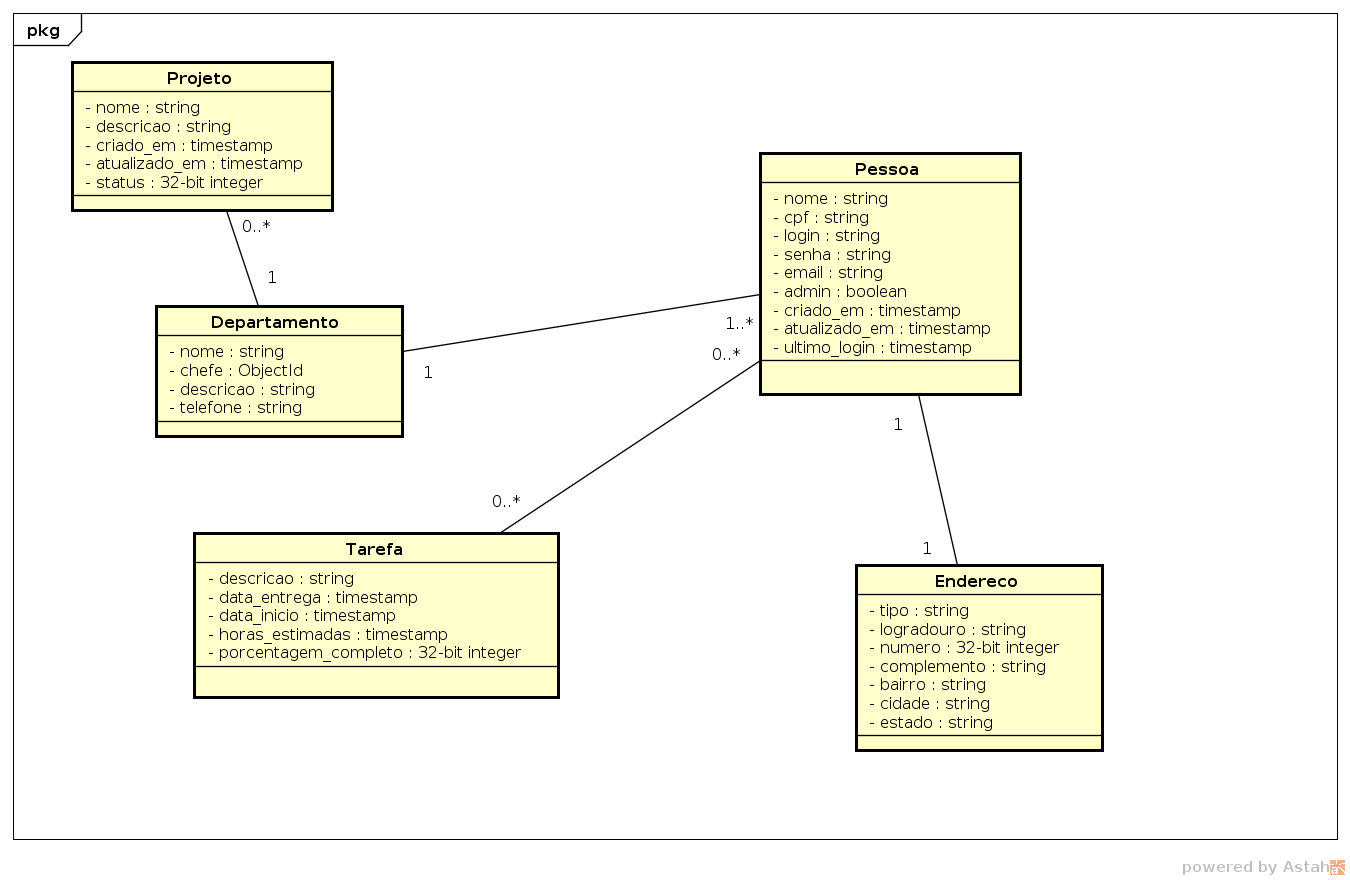 pkg
Projeto
- nome : string
- descricao : string
- criado_em : timestamp
- atualizado_em : timestamp
- status : 32-bit integer
0..*
1
Departamento
- nome : string
- chefe : ObjectId
- descricao : string
- telefone : string
1
Pessoa
- nome : string
- cpf : string
- login : string
- senha : string
- email : string
- admin : boolean
- criado_em : timestamp
- atualizado_em : timestamp
- ultimo_login : timestamp
1..*
0..*
1
0..*
Tarefa
- descricao : string
- data_entrega : timestamp
- data_inicio : timestamp
- horas_estimadas : timestamp
- porcentagem_completo : 32-bit integer
1
Endereco
- tipo : string
- logradouro : string
- numero : 32-bit integer
- complemento : string
- bairro : string
- cidade : string
- estado : string
powered by Astah